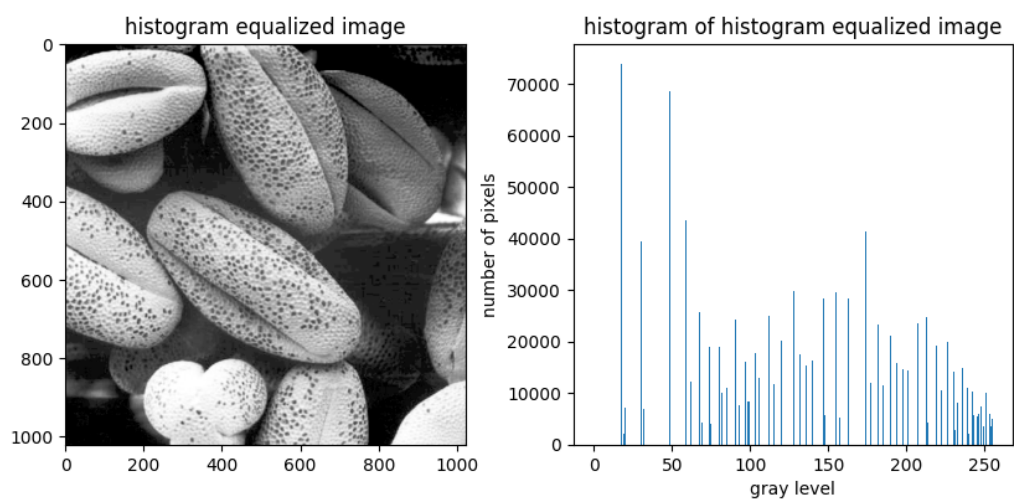 histogram equalized image
0
200
400
600
800
1000
0 200 400 600 800 1000
histogram of histogram equalized image
number of pixels
70000
60000
50000
40000
30000
20000
10000
0
0 50 100 150 200 250
gray level